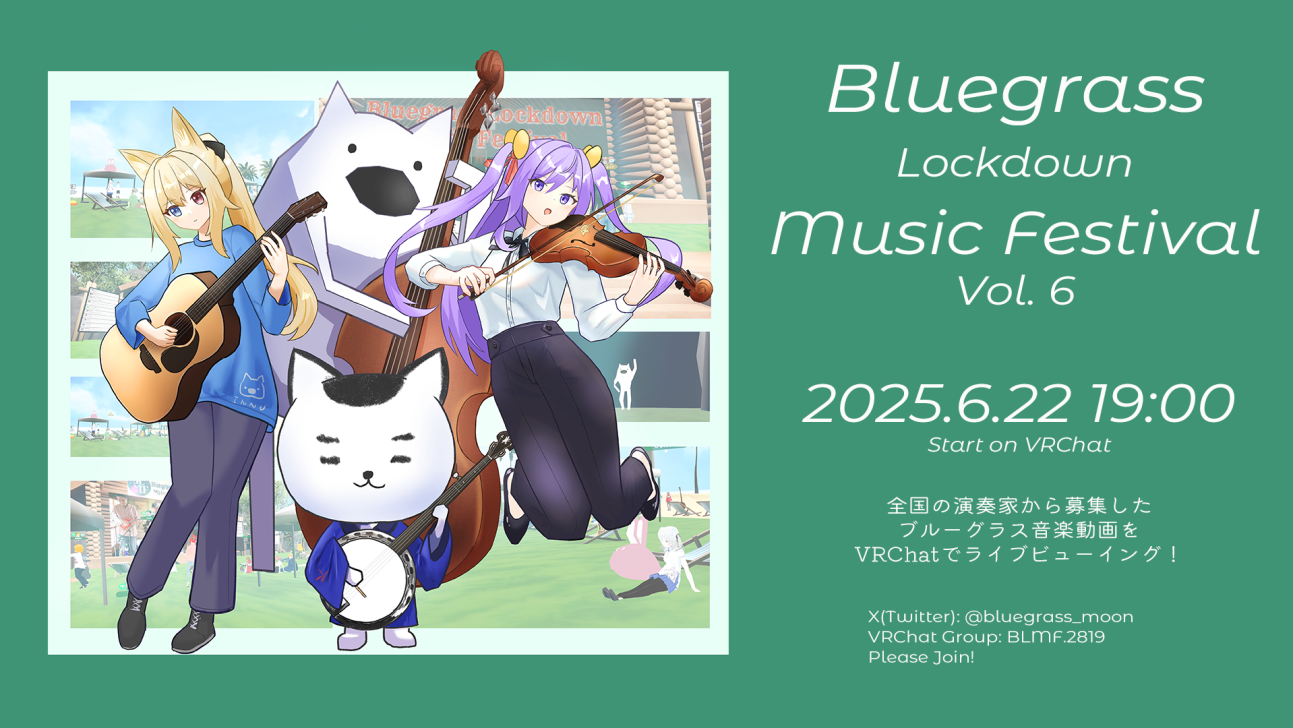 Bluegrass
Lockdown
Music Festival
Vol. 6
2025.6.22 19:00
Start on VRChat
全国の演奏家から募集した
ブルーグラス音楽動画を
VRChatでライブビューイング！
X(Twitter): @bluegrass_moon
VRChat Group: BLMF.2819
Please Join!
Lockdown
INNU